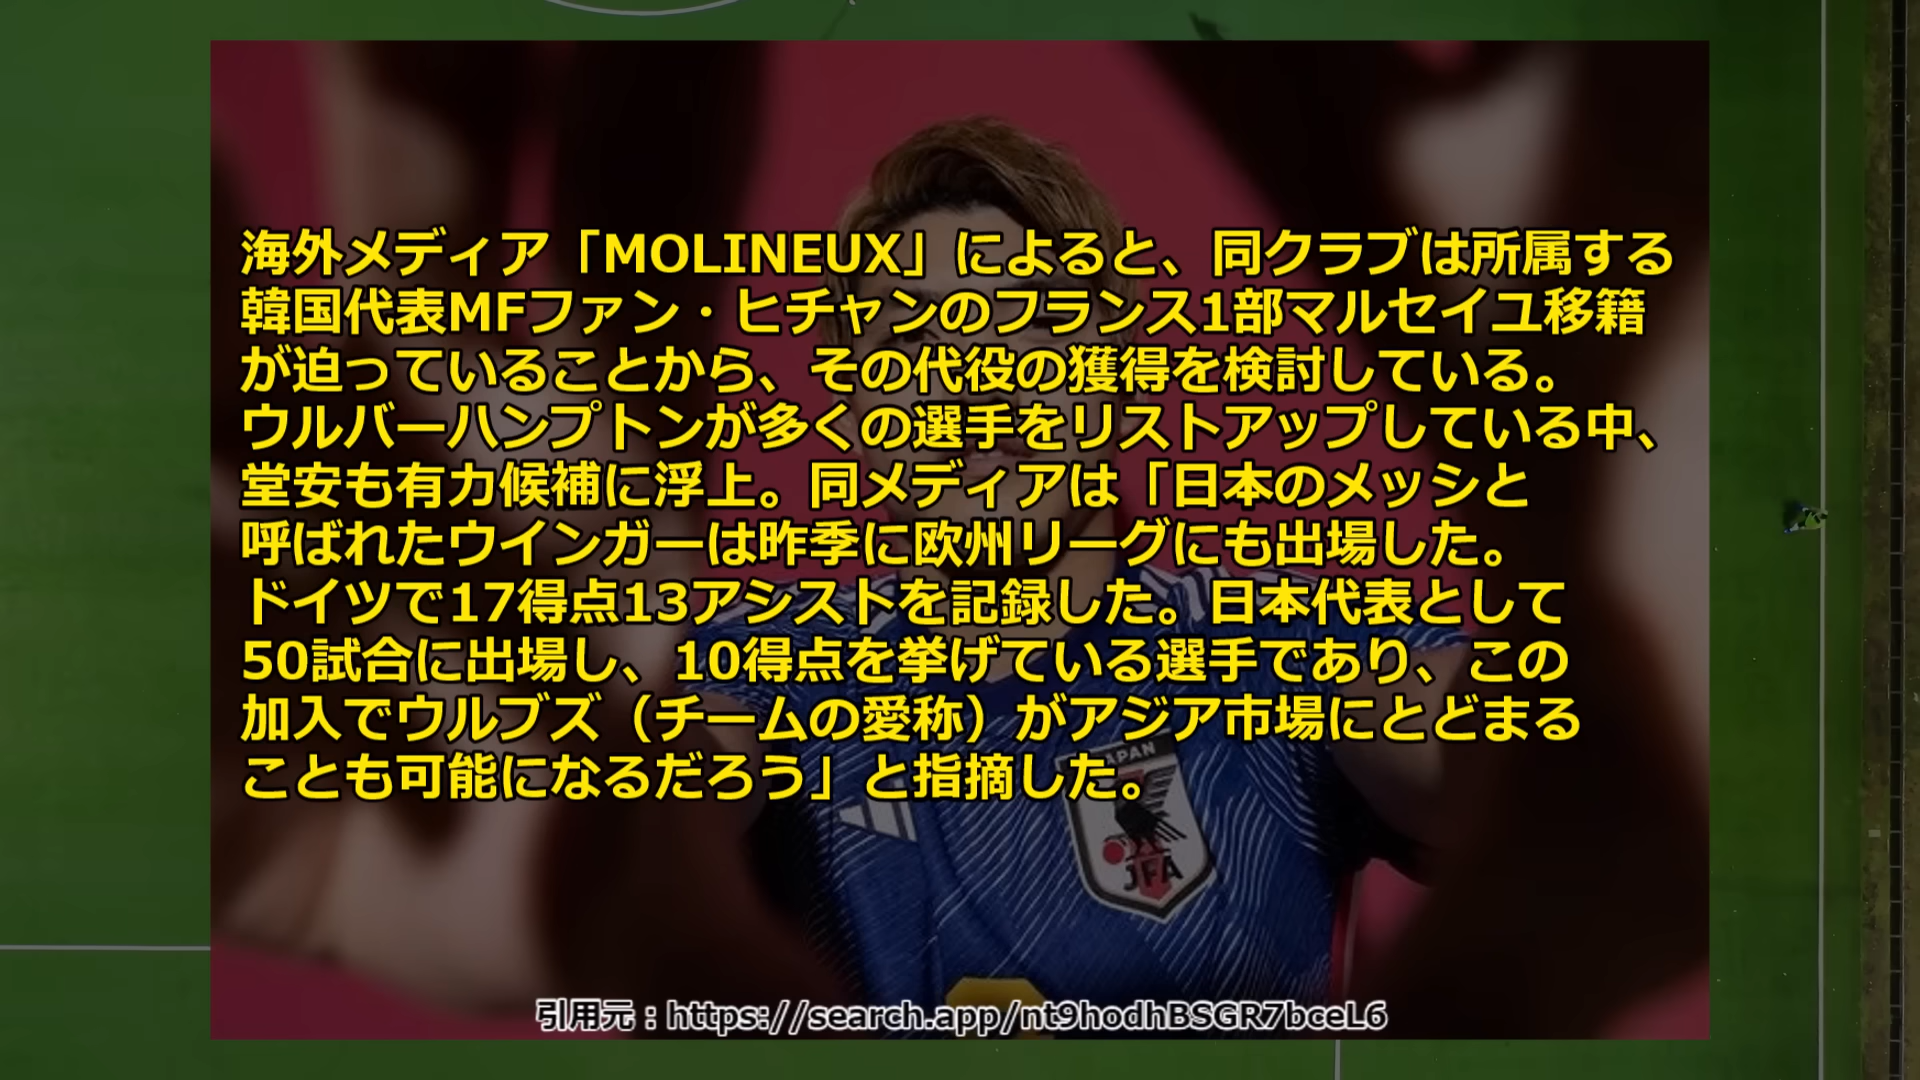 海外メディア「MOLINEUX」によると、同クラブは所属する
韓国代表MFファン・ヒチャンのフランス1部マルセイユ移籍
が迫っていることから、その代役の獲得を検討している。
ウルバーハンプトンが多くの選手をリストアップしている中、
堂安も有力候補に浮上。同メディアは「日本のメッシと
呼ばれたウインガーは昨季に欧州リーグにも出場した。
ドイツで17得点13アシストを記録した。日本代表として
50試合に出場し、10得点を挙げている選手であり、この
加入でウルブズ（チームの愛称）がアジア市場にとどまる
ことも可能になるだろう」と指摘した。
JAPAN
JFA
引用元：https://search.app/nt9hodhBSGR7bceL6